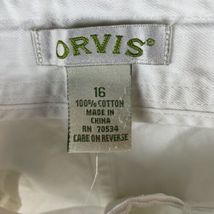 ORVIS®
16
100% COTTON
MADE IN
CHINA
RN 70534
CARE ON REVERSE